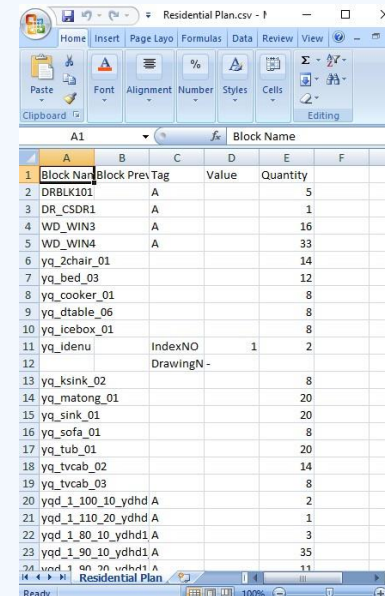 Residential Plan.csv - M
Home Insert Page Layo Formulas Data Review View
Paste Font Alignment Number Styles Cells
Clipboard Editing
A1 fx Block Name
A B C D E F
1 Block Nan Block Prev Tag Value Quantity
2 DRBLK101 A 5
3 DR_CSDR1 A 1
4 WD_WIN3 A 16
5 WD_WIN4 A 33
6 yq_2chair_01 14
7 yq_bed_03 12
8 yq_cooker_01 8
9 yq_dtable_06 8
10 yq_icebox_01 8
11 yq_idenu IndexNO 1 2
12 DrawingN -
13 yq_ksink_02 8
14 yq_matong_01 20
15 yq_sink_01 20
16 yq_sofa_01 8
17 yq_tub_01 20
18 yq_tvcab_02 14
19 yq_tvcab_03 8
20 yqd_1_100_10_ydhd A 2
21 yqd_1_110_20_ydhd A 1
22 yqd_1_80_10_ydhd1 A 3
23 yqd_1_90_10_ydhd1 A 35
24 yqd_1_90_20_ydhd1 A 11
Residential Plan
Ready 100%